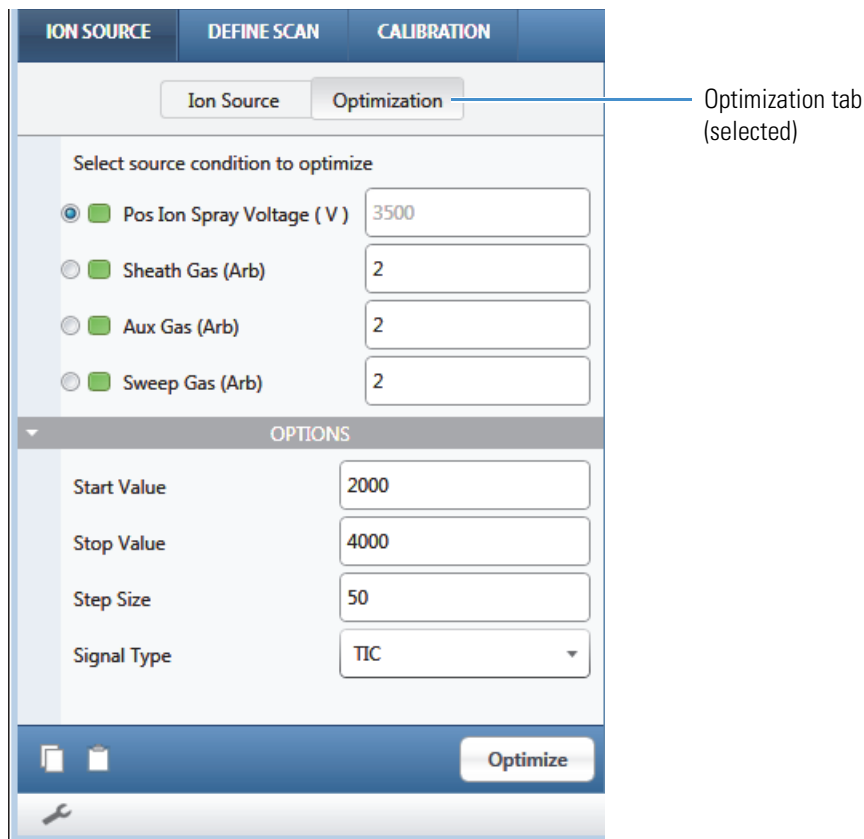 ION SOURCE DEFINE SCAN CALIBRATION
Ion Source Optimization
Optimization tab
(selected)
Select source condition to optimize
Pos Ion Spray Voltage ( V ) 3500
Sheath Gas (Arb) 2
Aux Gas (Arb) 2
Sweep Gas (Arb) 2
OPTIONS
Start Value 2000
Stop Value 4000
Step Size 50
Signal Type TIC
Optimize